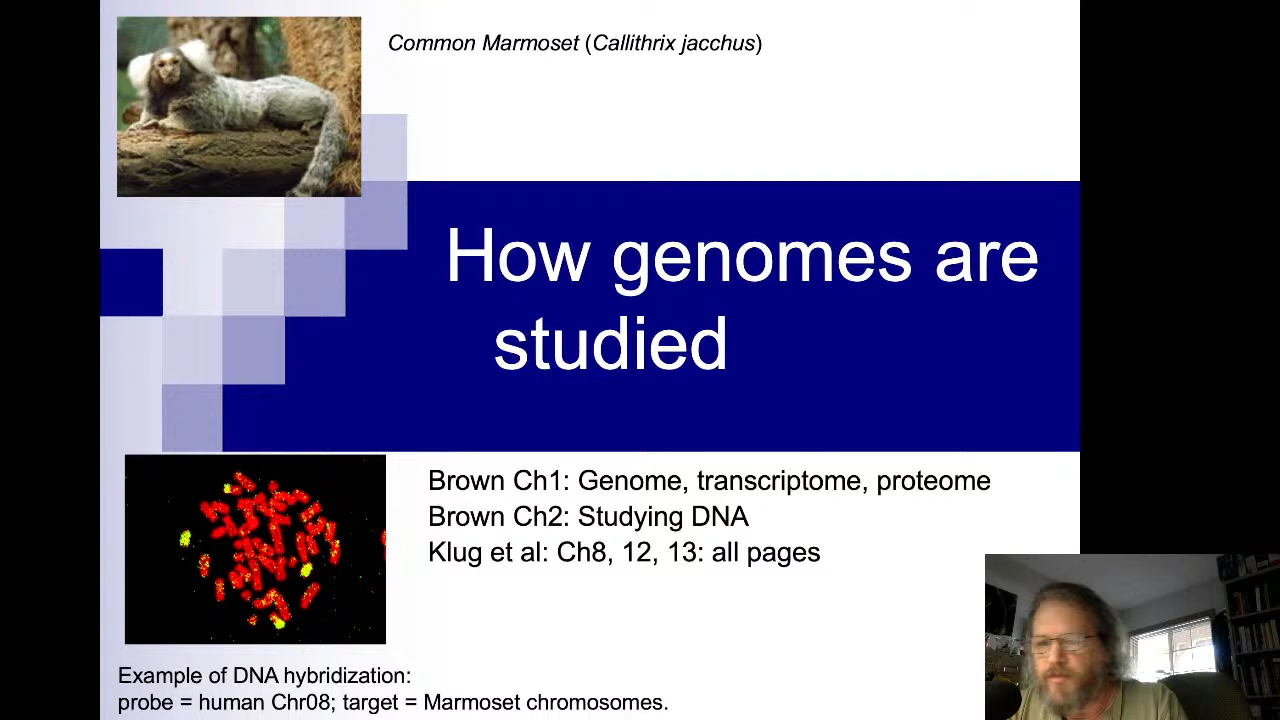 Common Marmoset (Callithrix jacchus)
How genomes are
studied
Brown Ch1: Genome, transcriptome, proteome
Brown Ch2: Studying DNA
Klug et al: Ch8, 12, 13: all pages
Example of DNA hybridization:
probe = human Chr08; target = Marmoset chromosomes.